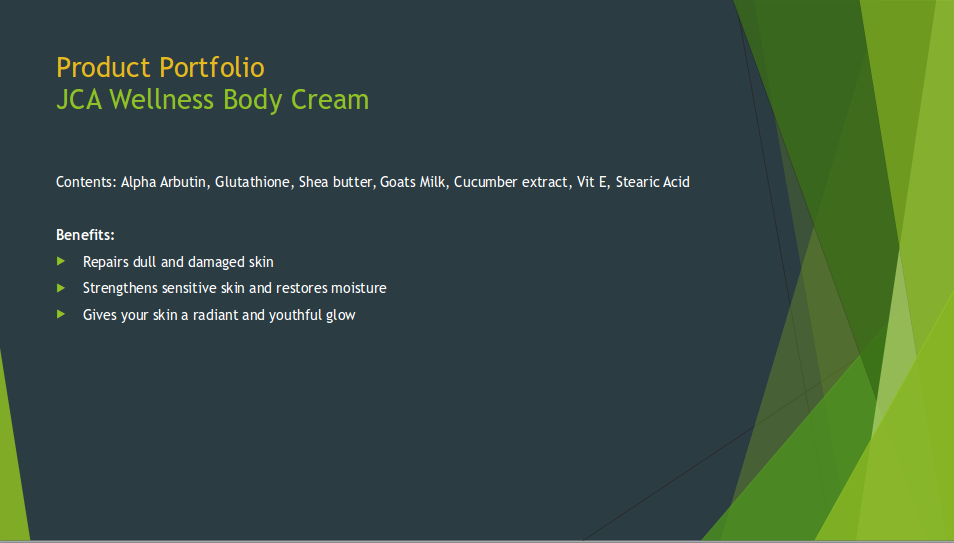 Product Portfolio
JCA Wellness Body Cream
Contents: Alpha Arbutin, Glutathione, Shea butter, Goats Milk, Cucumber extract, Vit E, Stearic Acid
Benefits:
Repairs dull and damaged skin
Strengthens sensitive skin and restores moisture
Gives your skin a radiant and youthful glow